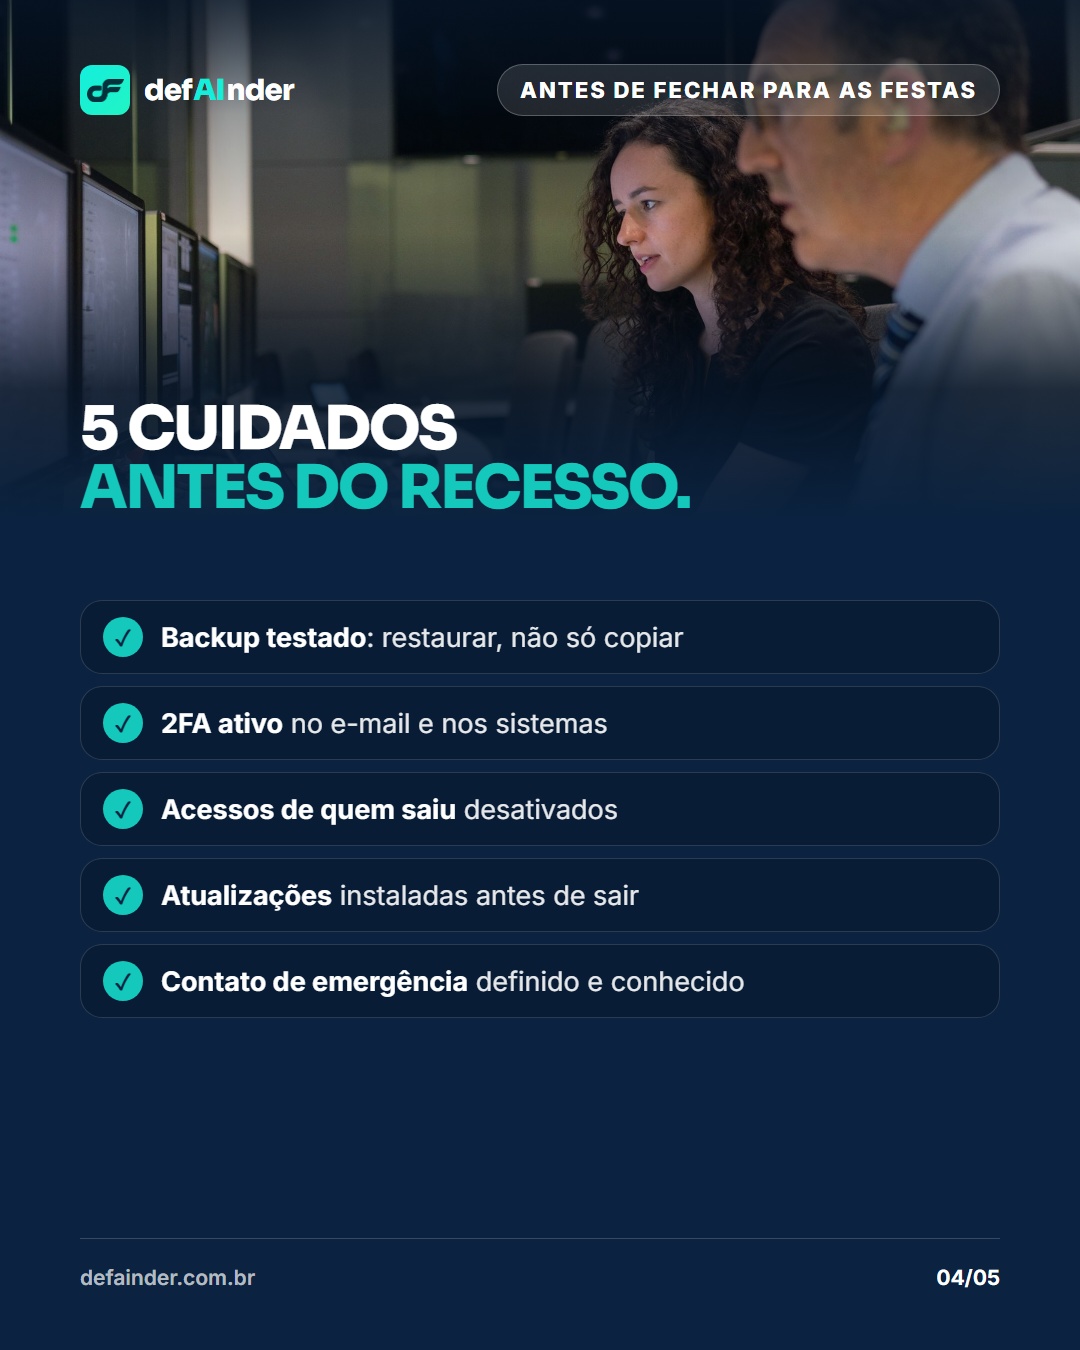 defAInder
ANTES DE FECHAR PARA AS FESTAS
5 CUIDADOS
ANTES DO RECESSO.
Backup testado: restaurar, não só copiar
2FA ativo no e-mail e nos sistemas
Acessos de quem saiu desativados
Atualizações instaladas antes de sair
Contato de emergência definido e conhecido
defainder.com.br
04/05